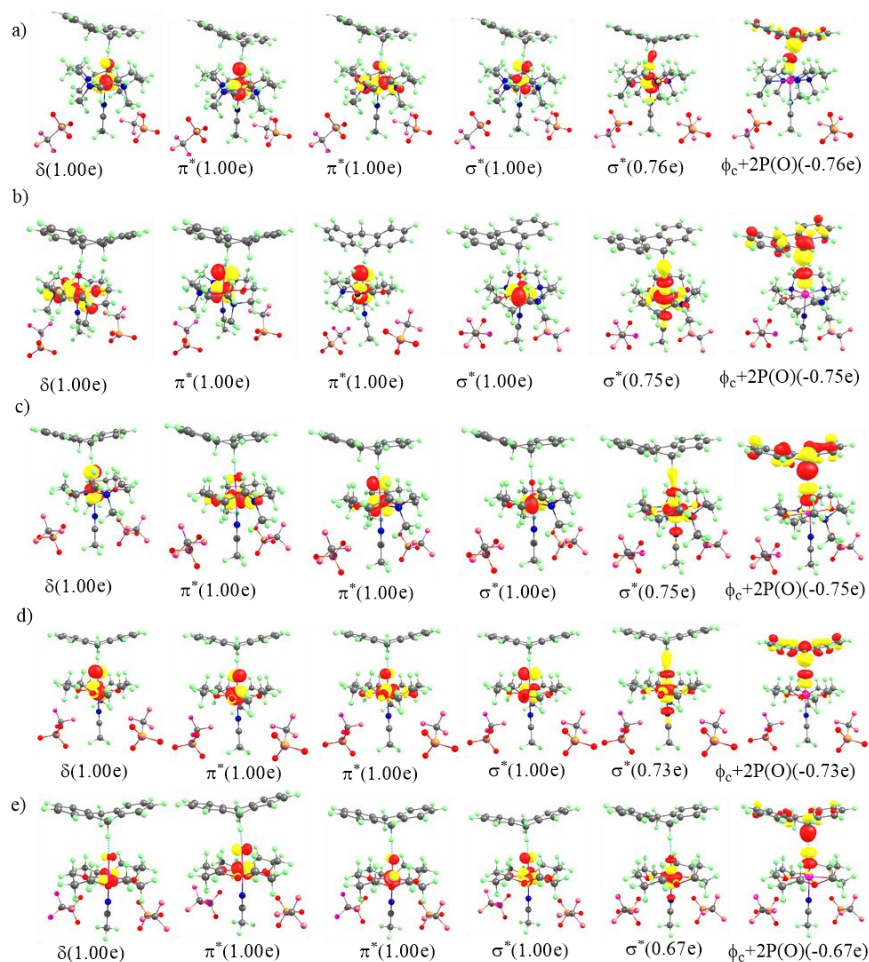 a)
δ(1.00e) π*(1.00e) π*(1.00e) σ*(1.00e) σ*(0.76e) ϕc+2P(O)(-0.76e)
b)
δ(1.00e) π*(1.00e) π*(1.00e) σ*(1.00e) σ*(0.75e) ϕc+2P(O)(-0.75e)
c)
δ(1.00e) π*(1.00e) π*(1.00e) σ*(1.00e) σ*(0.75e) ϕc+2P(O)(-0.75e)
d)
δ(1.00e) π*(1.00e) π*(1.00e) σ*(1.00e) σ*(0.73e) ϕc+2P(O)(-0.73e)
e)
δ(1.00e) π*(1.00e) π*(1.00e) σ*(1.00e) σ*(0.67e) ϕc+2P(O)(-0.67e)